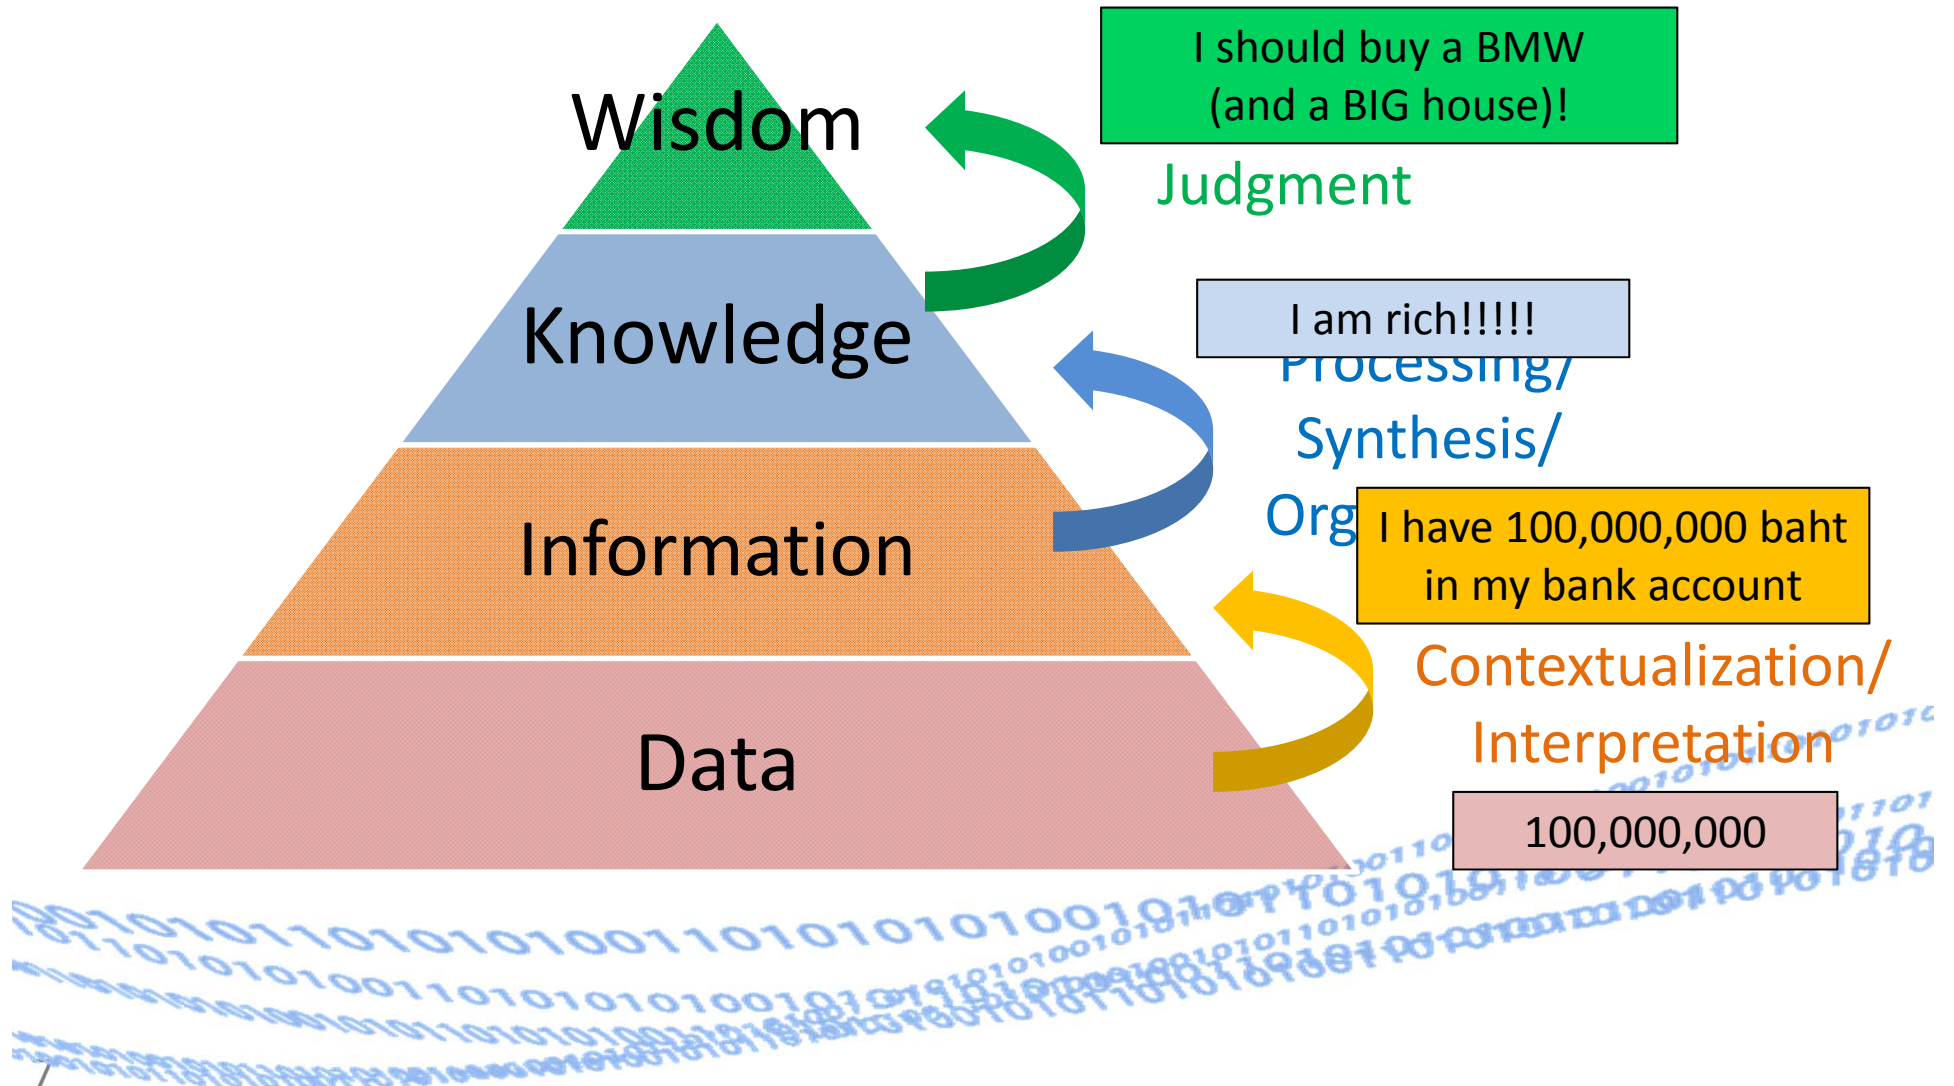 I should buy a BMW
(and a BIG house)!
Wisdom
Judgment
I am rich!!!!!
Knowledge
Processing/
Synthesis/
Org
I have 100,000,000 baht
in my bank account
Information
Contextualization/
Interpretation
Data
100,000,000